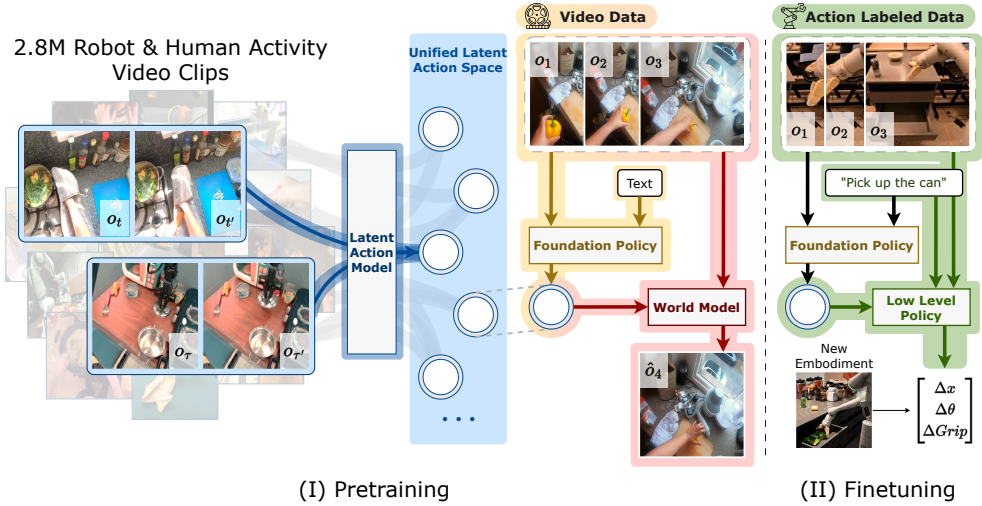 2.8M Robot & Human Activity
Video Clips
Unified Latent
Action Space
Video Data
Action Labeled Data
o_t
o_{t'}
o_τ
o_{τ'}
Latent
Action
Model
...
o_1
o_2
o_3
Text
Foundation Policy
World Model
ô_4
o_1
o_2
o_3
"Pick up the can"
Foundation Policy
Low Level
Policy
New
Embodiment
Δx
Δθ
ΔGrip
(I) Pretraining
(II) Finetuning